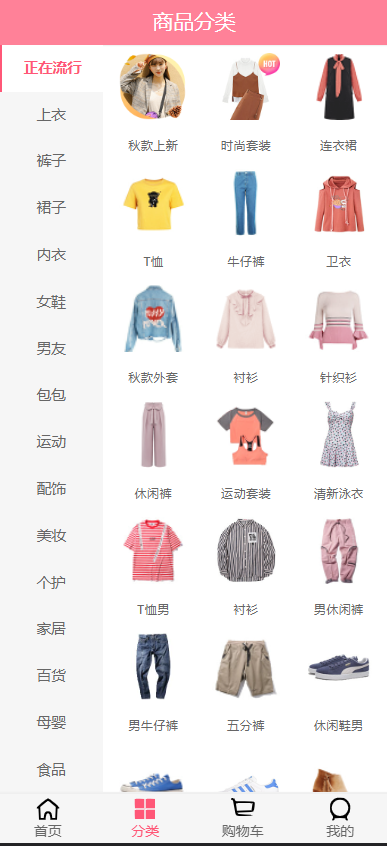 商品分类
正在流行
上衣
裤子
裙子
内衣
女鞋
男友
包包
运动
配饰
美妆
个护
家居
百货
母婴
食品
HOT
秋款上新 时尚套装 连衣裙
T恤 牛仔裤 卫衣
秋款外套 衬衫 针织衫
休闲裤 运动套装 清新泳衣
T恤男 衬衫 男休闲裤
男牛仔裤 五分裤 休闲鞋男
首页 分类 购物车 我的